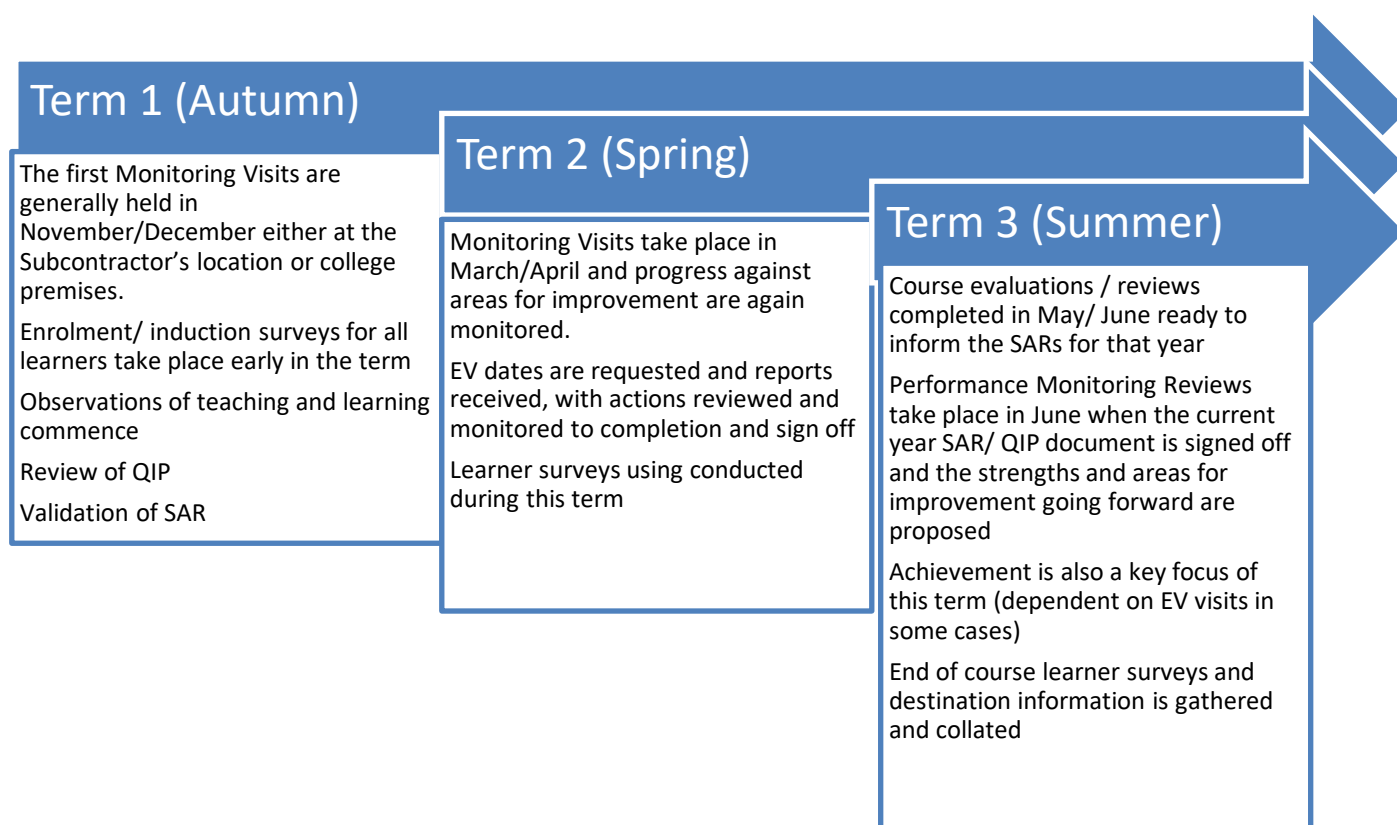 Term 1 (Autumn)
The first Monitoring Visits are
generally held in
November/December either at the
Subcontractor’s location or college
premises.
Enrolment/ induction surveys for all
learners take place early in the term
Observations of teaching and learning
commence
Review of QIP
Validation of SAR
Term 2 (Spring)
Monitoring Visits take place in
March/April and progress against
areas for improvement are again
monitored.
EV dates are requested and reports
received, with actions reviewed and
monitored to completion and sign off
Learner surveys using conducted
during this term
Term 3 (Summer)
Course evaluations / reviews
completed in May/ June ready to
inform the SARs for that year
Performance Monitoring Reviews
take place in June when the current
year SAR/ QIP document is signed off
and the strengths and areas for
improvement going forward are
proposed
Achievement is also a key focus of
this term (dependent on EV visits in
some cases)
End of course learner surveys and
destination information is gathered
and collated